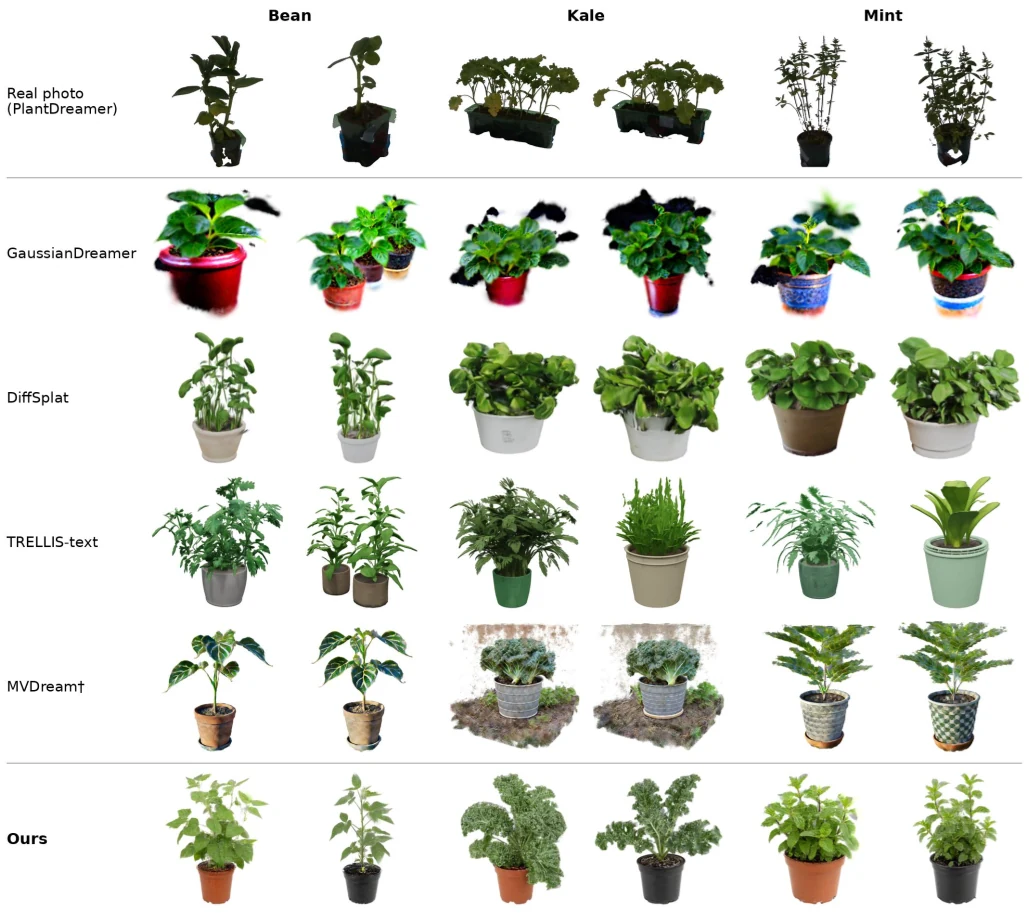 Bean Kale Mint
Real photo
(PlantDreamer)
GaussianDreamer
DiffSplat
TRELLIS-text
MVDream†
Ours